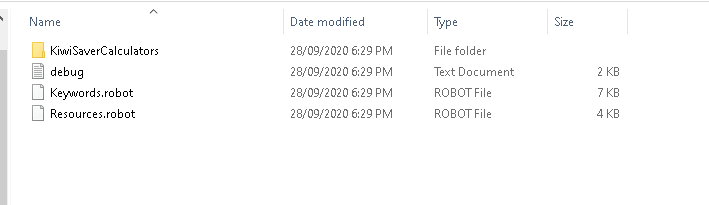 Name Date modified Type Size
KiwiSaverCalculators 28/09/2020 6:29 PM File folder
debug 28/09/2020 6:29 PM Text Document 2 KB
Keywords.robot 28/09/2020 6:29 PM ROBOT File 7 KB
Resources.robot 28/09/2020 6:29 PM ROBOT File 4 KB